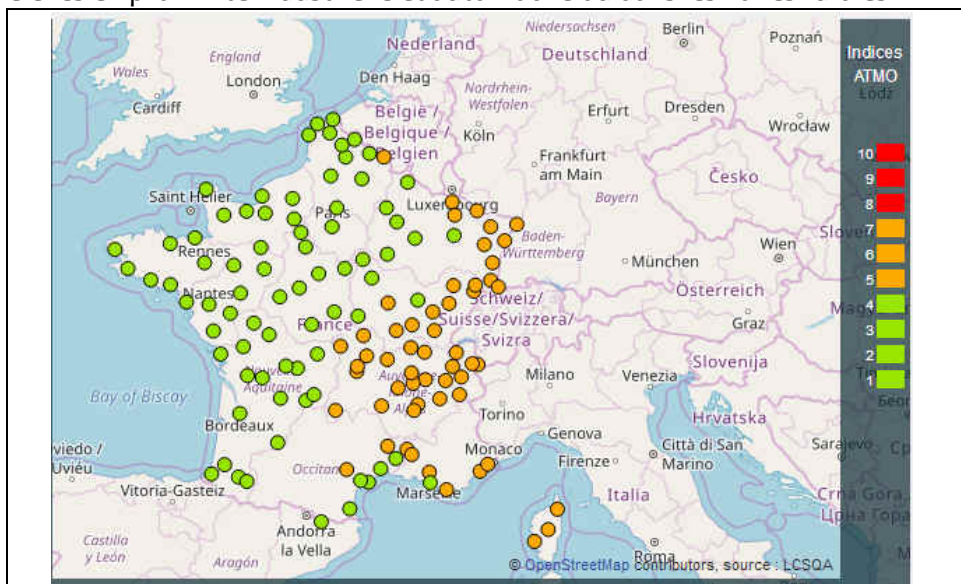 Niedersachsen
Berlin
Poznań
Nederland
Deutschland
England
Indices
ATMO
Wales
London
Den Haag
Nordrhein-
Westfalen
Łódź
Cardiff
België /
Belgique /
Belgien
Köln
Erfurt
Dresden
Wrocław
Frankfurt
am Main
10
9
8
7
6
5
4
3
2
1
Česko
Saint Helier
Paris
Luxembourg
Bayern
Rennes
Baden-
Württemberg
Wien
München
Nantes
Schweiz/
Suisse/Svizzera/
Svizra
Österreich
Graz
France
Slovenija
Milano
Venezia
Bay of Biscay
Aquitaine
Torino
Hrvatska
Bordeaux
Genova
Monaco
Città di San
Marino
Firenze
viedo /
Uviéu
Occitanie
Vitoria-Gasteiz
Marseille
Italia
Crna Gora
Црна Гора
Andorra
la Vella
Castilla
y León
Aragón
Roma
© OpenStreetMap contributors, source : LCSQA